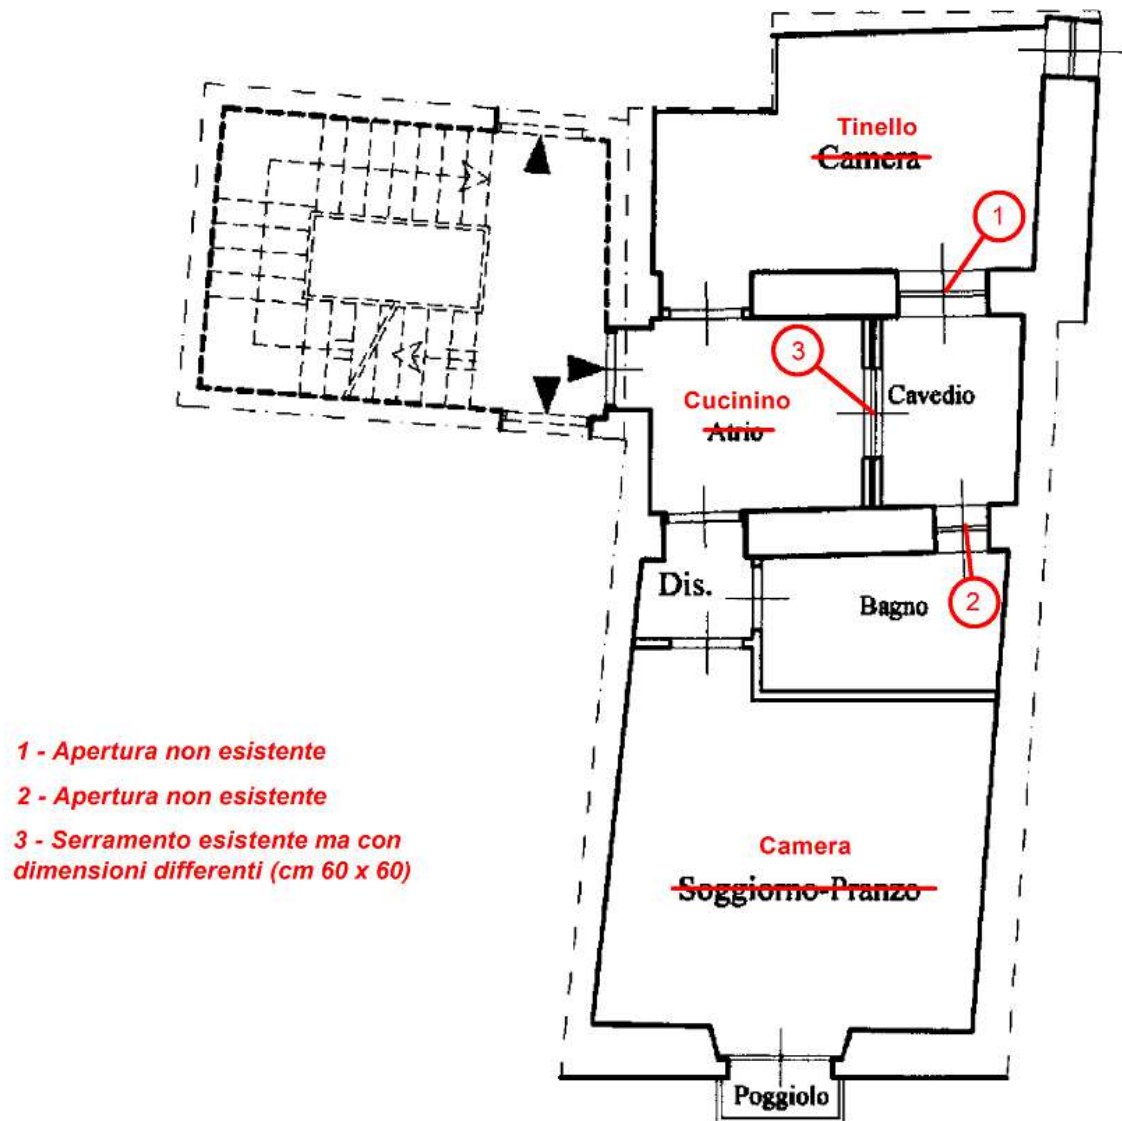 Tinello
Camera
1
3
Cucinino
Atrio
Cavedio
Dis.
Bagno
2
1 - Apertura non esistente
2 - Apertura non esistente
3 - Serramento esistente ma con
dimensioni differenti (cm 60 x 60)
Camera
Soggiorno-Pranzo
Poggiolo